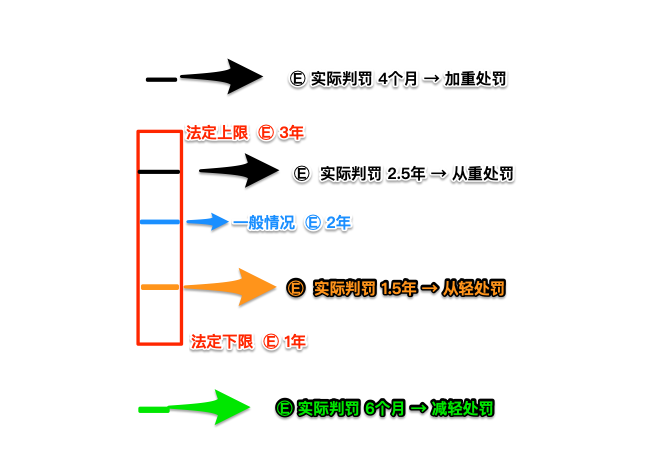 Ⓔ 实际判罚 4个月 → 加重处罚
法定上限 Ⓔ 3年
Ⓔ 实际判罚 2.5年 → 从重处罚
一般情况 Ⓔ 2年
Ⓔ 实际判罚 1.5年 → 从轻处罚
法定下限 Ⓔ 1年
Ⓔ 实际判罚 6个月 → 减轻处罚